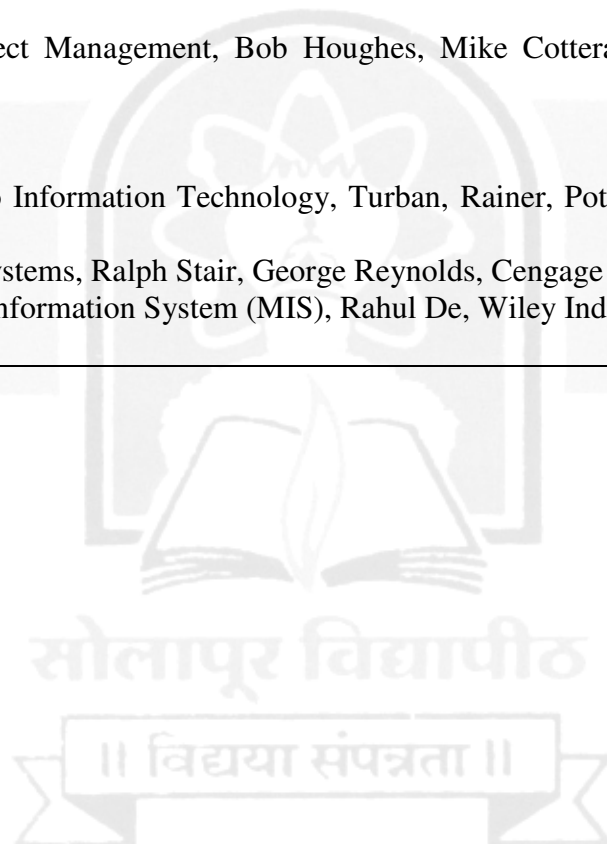 ect Management, Bob Houghes, Mike Cottera
Information Technology, Turban, Rainer, Pot
ystems, Ralph Stair, George Reynolds, Cengage
nformation System (MIS), Rahul De, Wiley Ind
सोलापूर विद्यापीठ
॥ विद्यया संपन्नता ॥